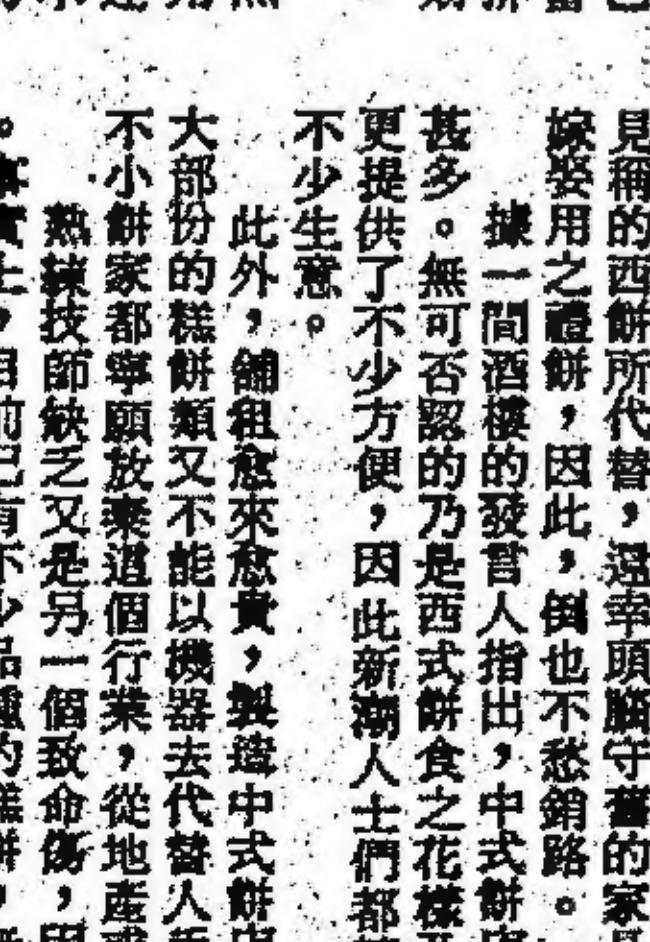 見稱的西餅所代替，還幸頭腦守舊的家
嫁娶用之禮餅，因此，倒也不愁銷路。
據一間酒樓的發言人指出，中式餅
甚多。無可否認的乃是西式餅食之花樣
更提供了不少方便，因此新潮人士們都
不少生意。
此外，舖租愈來愈貴，製造中式餅
大部份的糕餅類又不能以機器去代替人
不小餅家都寧願放棄這個行業，從地產
熟練技師缺乏又是另一個致命傷，
。事實上，目前已有不少品種的糕餅，